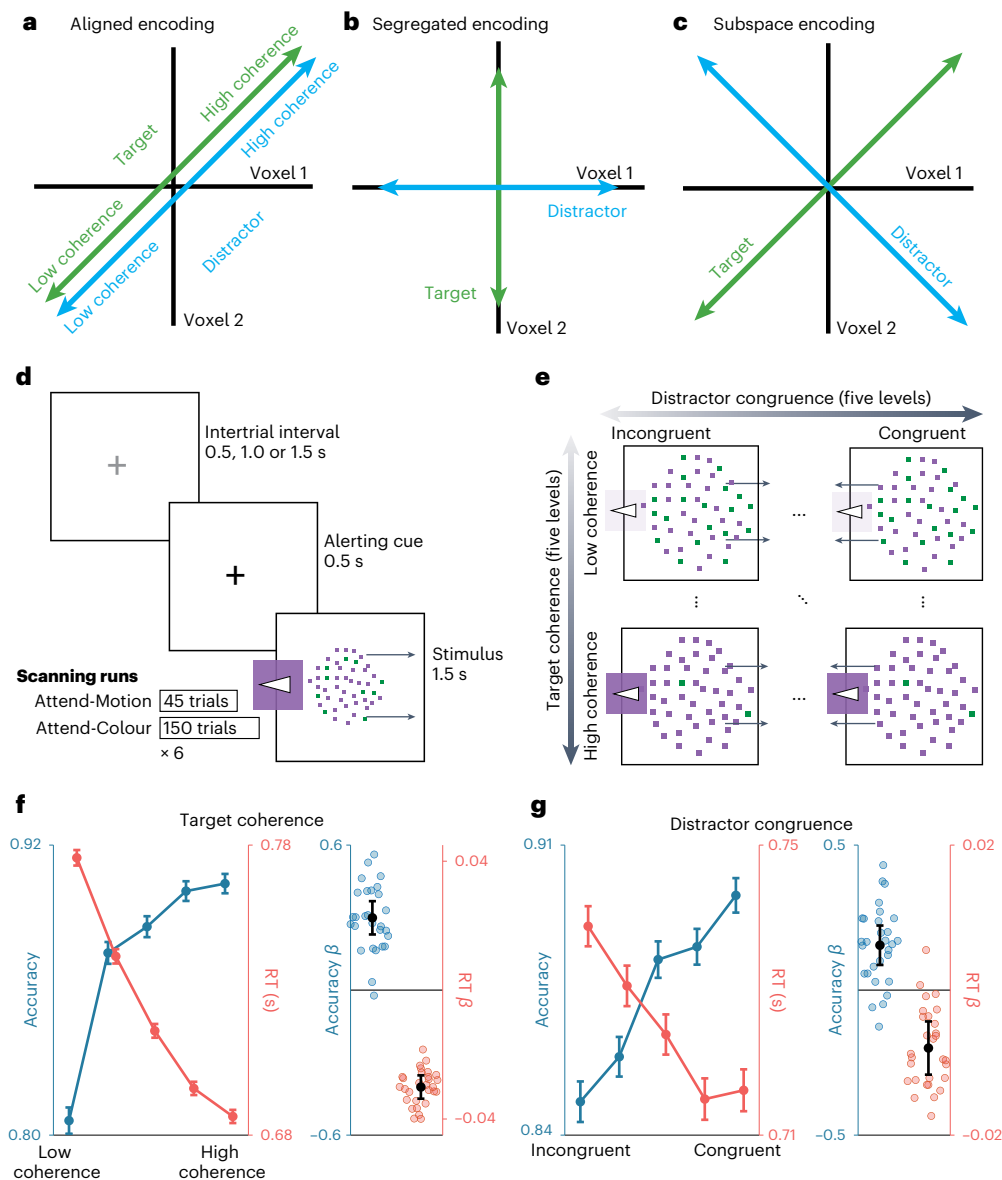 a Aligned encoding
High coherence
High coherence
Target
Voxel 1
Low coherence
Low coherence
Distractor
Voxel 2
b Segregated encoding
Voxel 1
Distractor
Target
Voxel 2
c Subspace encoding
Voxel 1
Target
Distractor
Voxel 2
d
Intertrial interval
0.5, 1.0 or 1.5 s
Alerting cue
0.5 s
Stimulus
1.5 s
Scanning runs
Attend-Motion 45 trials
Attend-Colour 150 trials
× 6
e
Distractor congruence (five levels)
Incongruent Congruent
Target coherence (five levels)
Low coherence
...
High coherence
...
f
Target coherence
0.92
Accuracy
0.80
0.78
RT (s)
0.68
Low
coherence
High
coherence
0.6
Accuracy β
−0.6
0.04
RT β
−0.04
g
Distractor congruence
0.91
Accuracy
0.84
0.75
RT (s)
0.71
Incongruent Congruent
0.5
Accuracy β
−0.5
0.02
RT β
−0.02